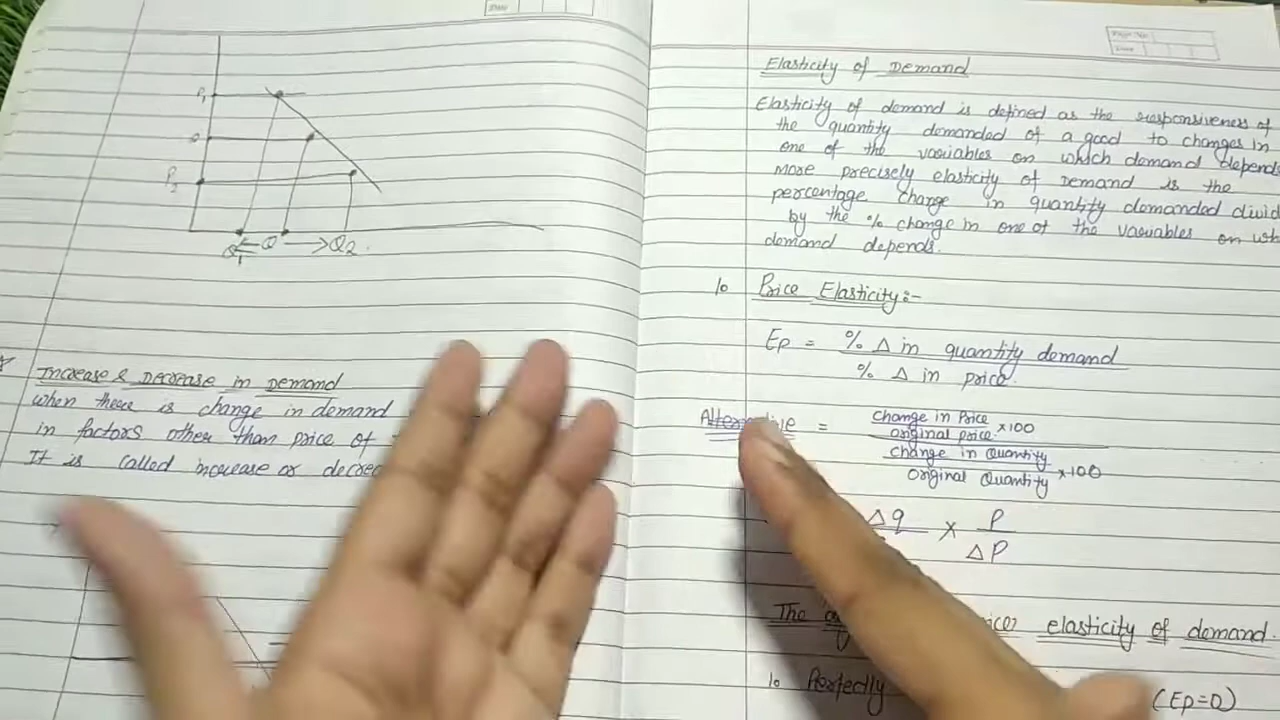 Date
P1
P2
Q1 Q Q2
Increase & Decrease in Demand
when there is change in demand
in factors other than price of
It is called increase or decrea
Page No.
Date
Elasticity of Demand
Elasticity of demand is defined as the responsiveness of
the quantity demanded of a good to changes in
one of the variables on which demand depends
more precisely elasticity of Demand is the
percentage change in quantity demanded divid
by the % change in one of the variables on wh
demand depends.
1. Price Elasticity:-
Ep = % Δ in quantity demand
% Δ in price.
= change in Price ×100
original price.
change in Quantity
original Quantity ×100
Δq × P
ΔP
The elasticity of demand.
1. Perfectly (Ep=0)